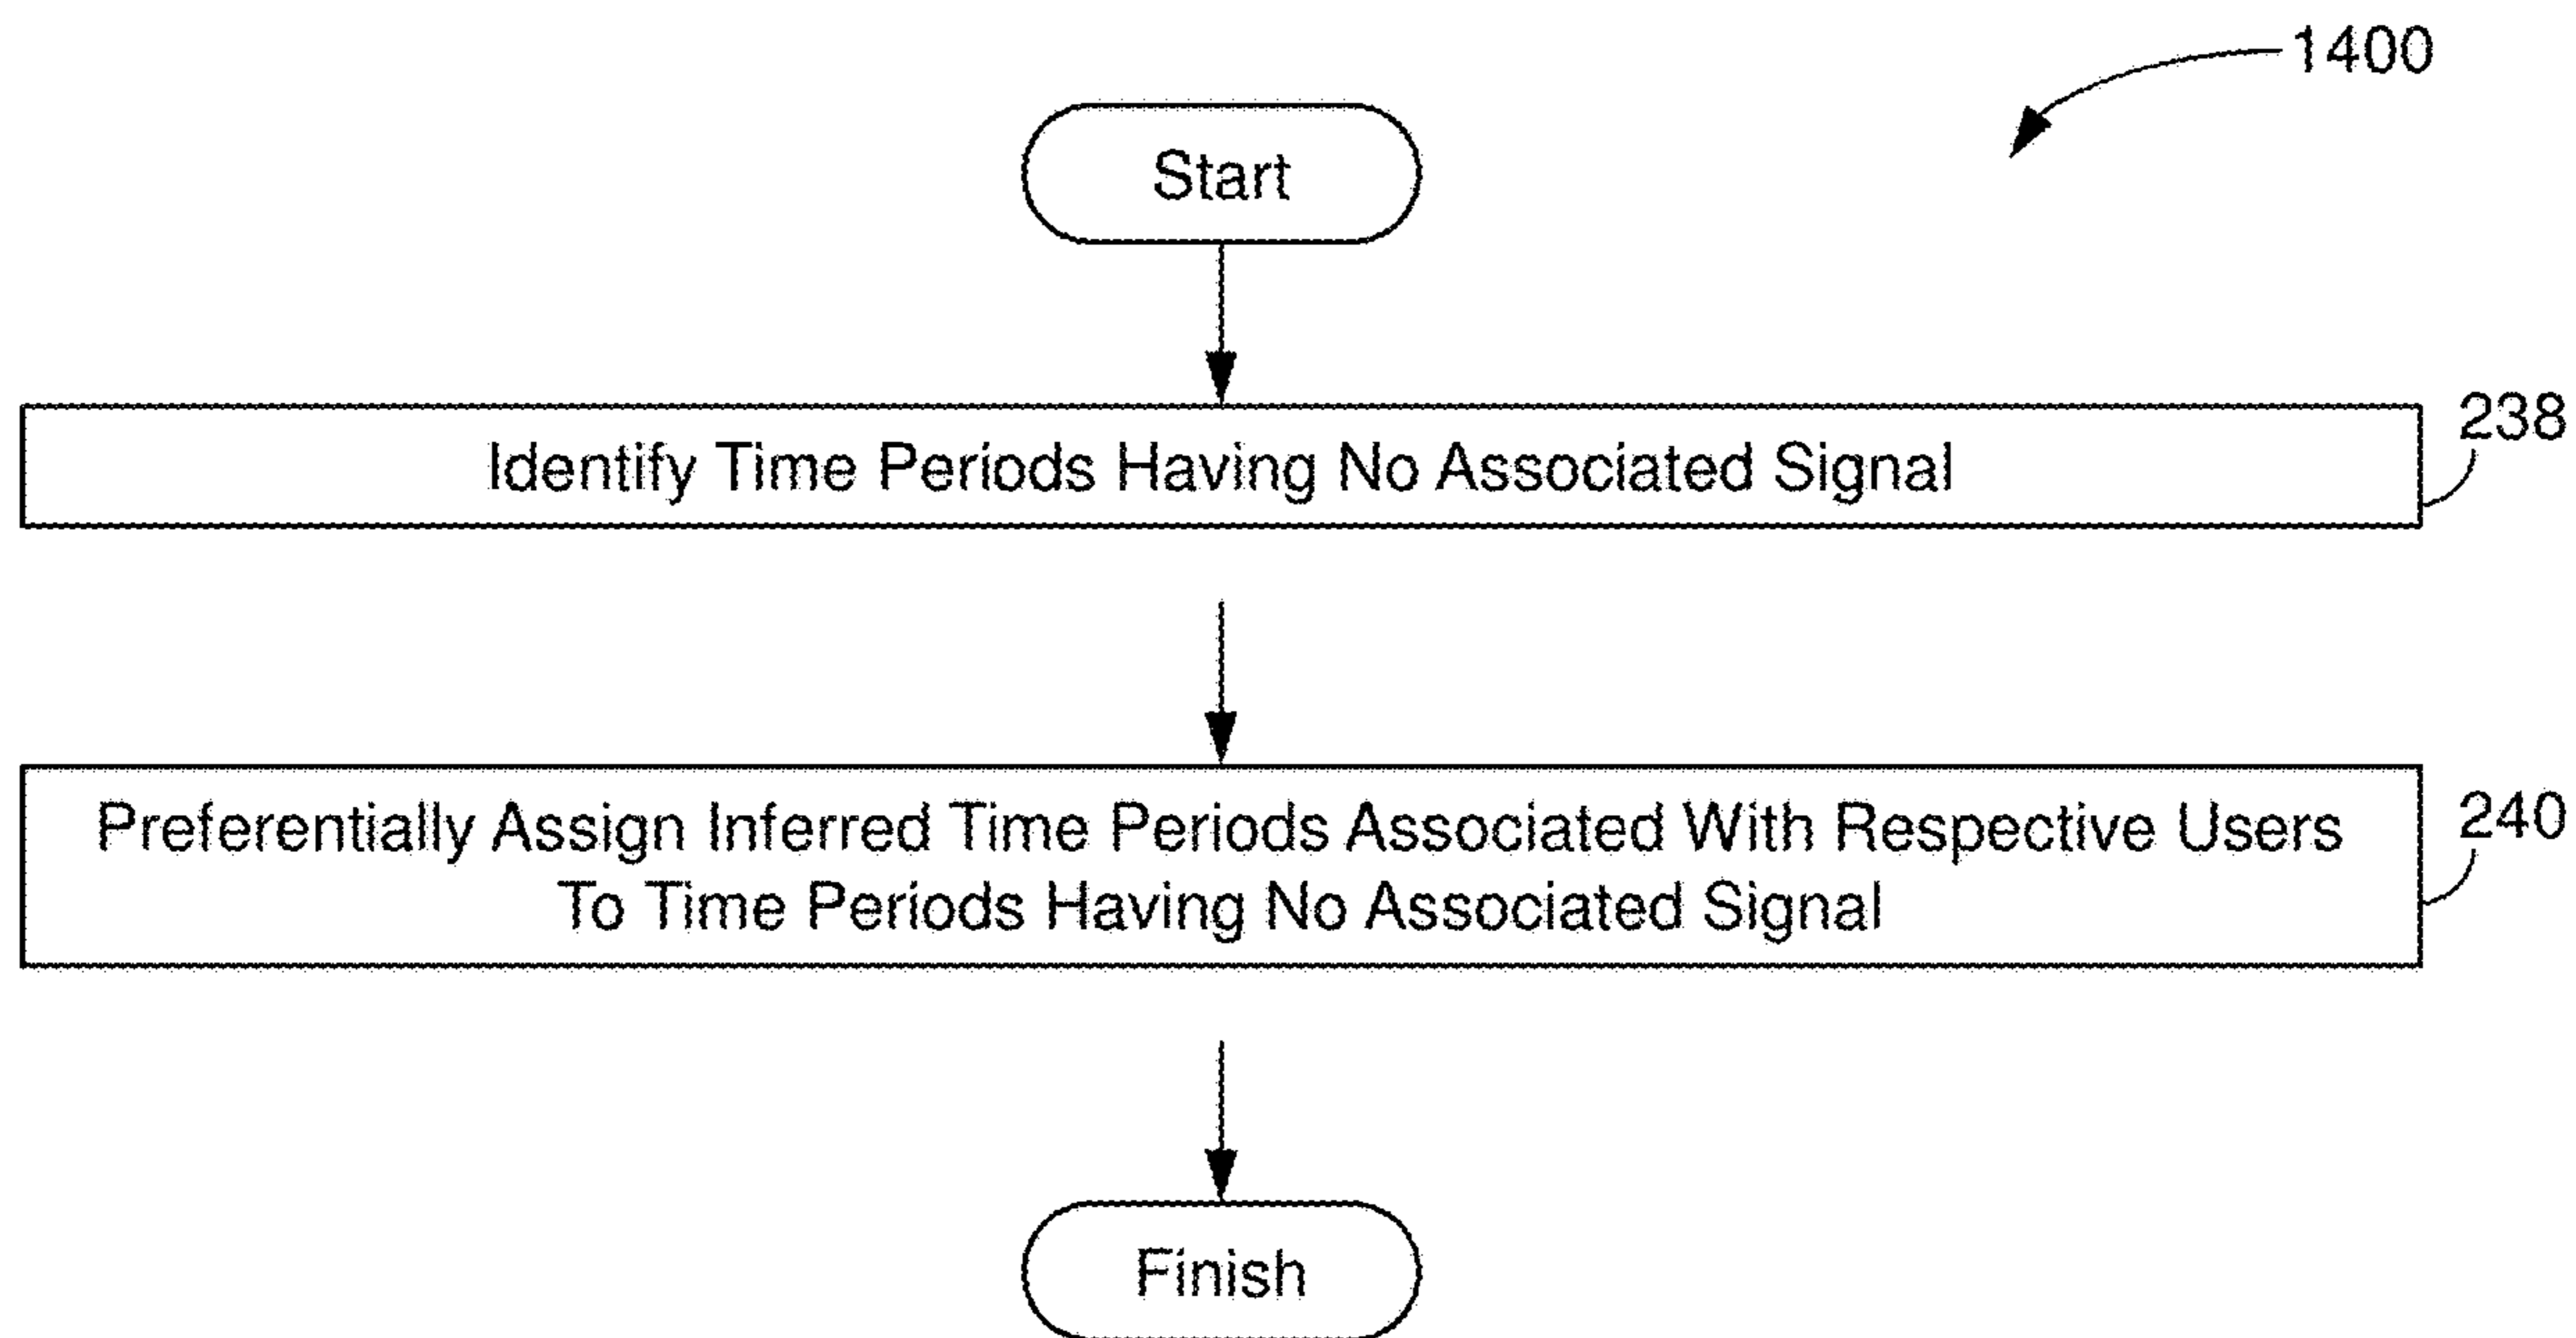 1400
Start
Identify Time Periods Having No Associated Signal
238
Preferentially Assign Inferred Time Periods Associated With Respective Users
To Time Periods Having No Associated Signal
240
Finish